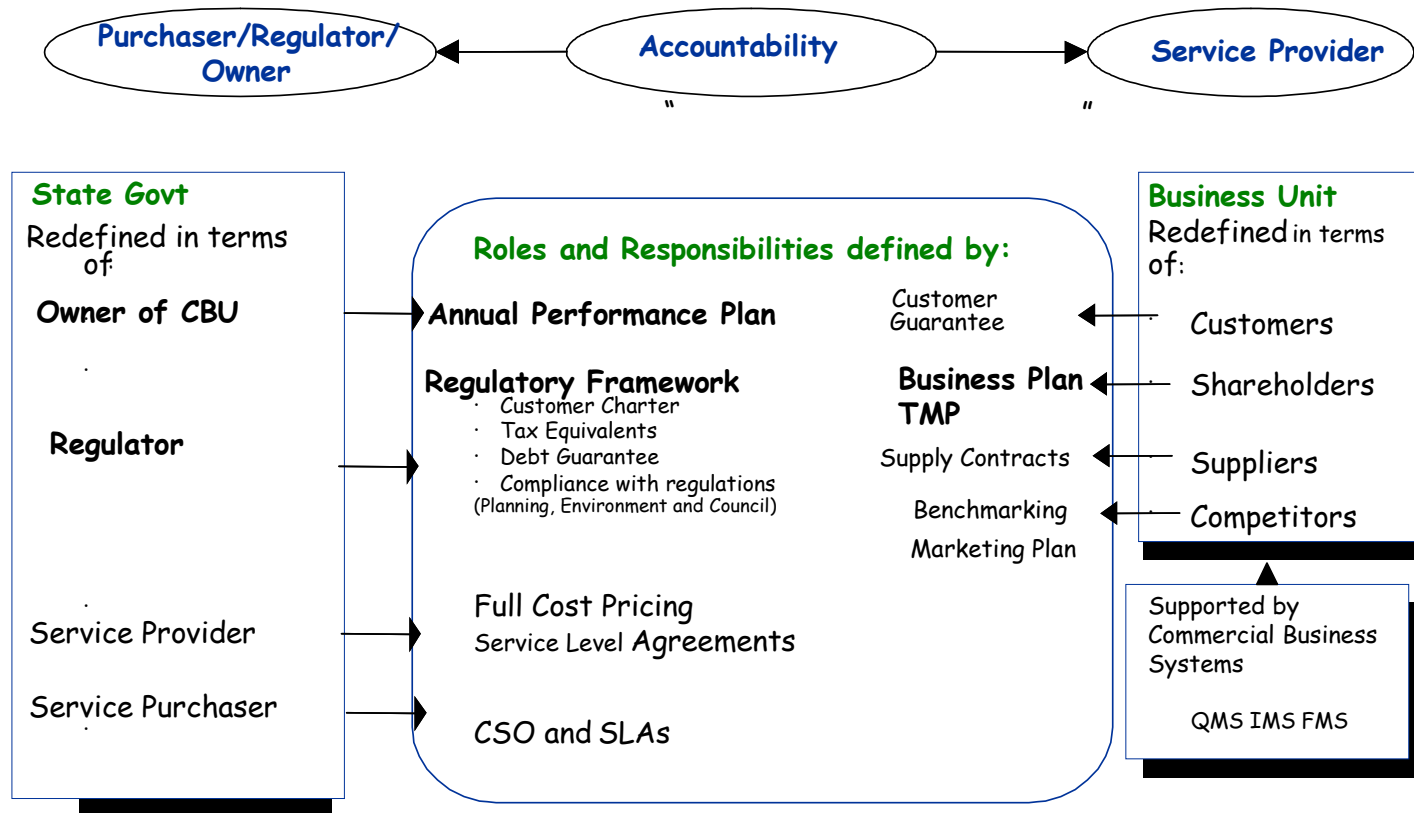 Purchaser/Regulator/
Owner
Accountability
Service Provider
“
”
State Govt
Redefined in terms
of:
Owner of CBU
Regulator
Service Provider
Service Purchaser
Roles and Responsibilities defined by:
Annual Performance Plan
Regulatory Framework
· Customer Charter
· Tax Equivalents
· Debt Guarantee
· Compliance with regulations
(Planning, Environment and Council)
Full Cost Pricing
Service Level Agreements
CSO and SLAs
Customer
Guarantee
Business Plan
TMP
Supply Contracts
Benchmarking
Marketing Plan
Business Unit
Redefined in terms
of:
· Customers
· Shareholders
· Suppliers
· Competitors
Supported by
Commercial Business
Systems
QMS IMS FMS